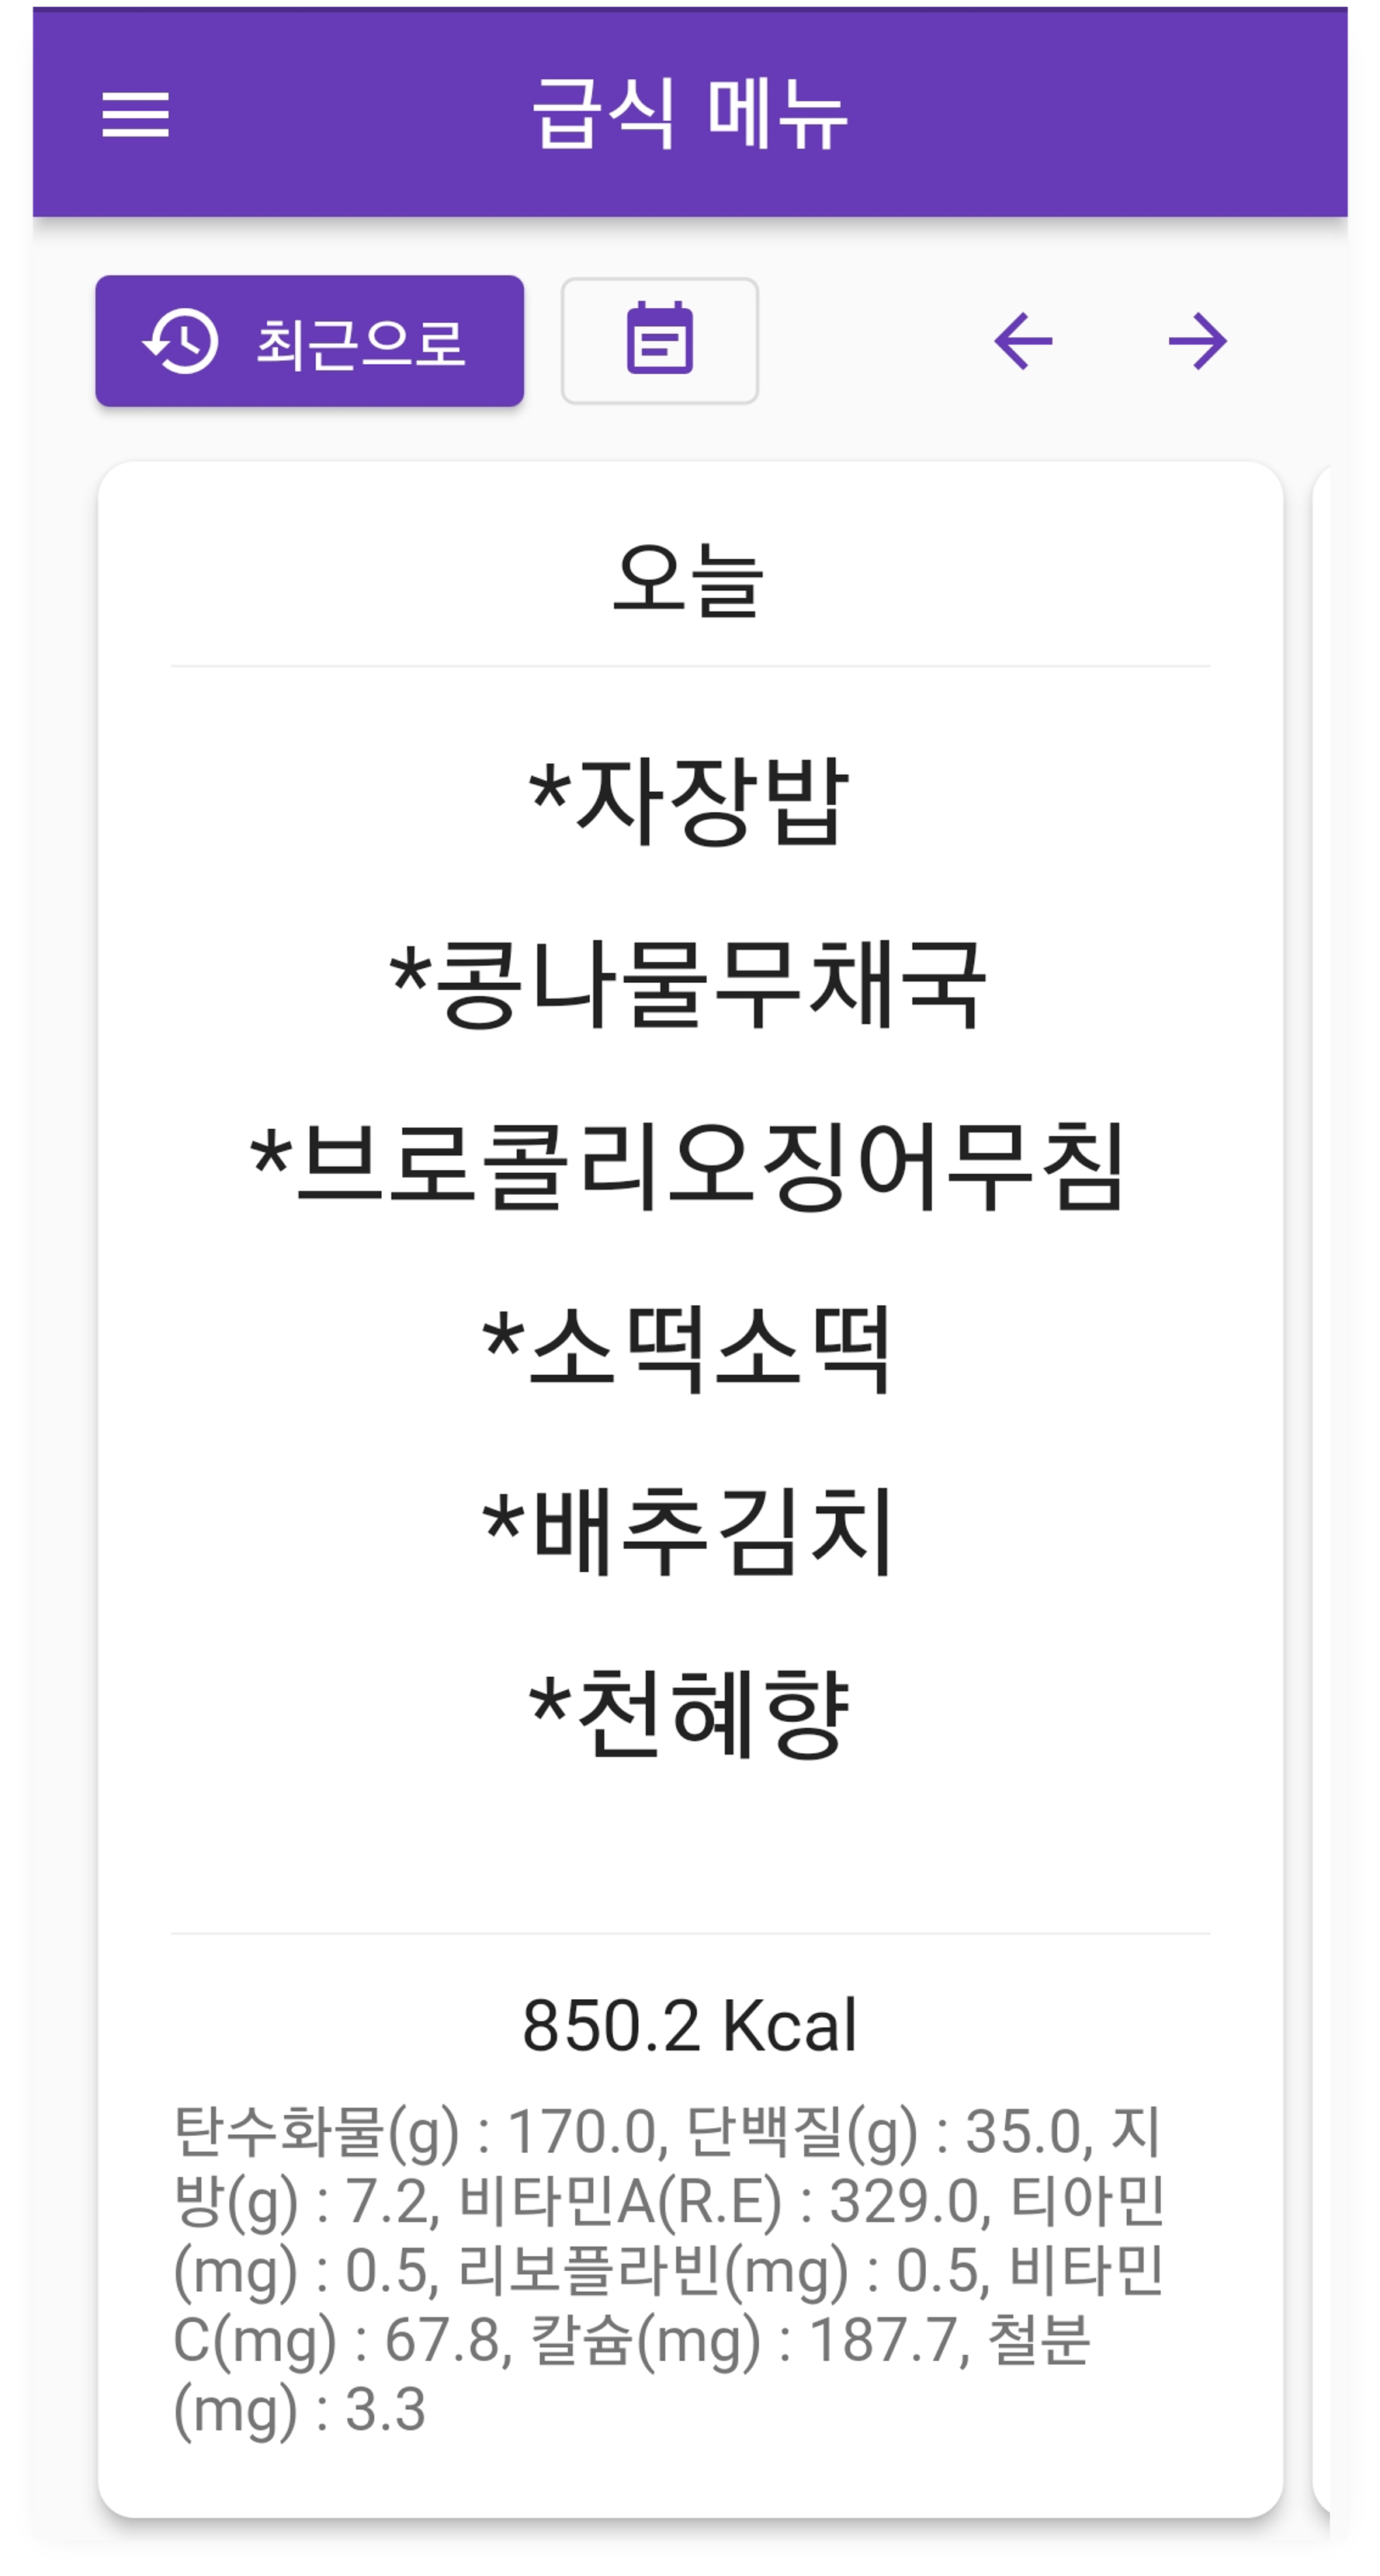 급식 메뉴
최근으로
오늘
*자장밥
*콩나물무채국
*브로콜리오징어무침
*소떡소떡
*배추김치
*천혜향
850.2 Kcal
탄수화물(g) : 170.0, 단백질(g) : 35.0, 지
방(g) : 7.2, 비타민A(R.E) : 329.0, 티아민
(mg) : 0.5, 리보플라빈(mg) : 0.5, 비타민
C(mg) : 67.8, 칼슘(mg) : 187.7, 철분
(mg) : 3.3